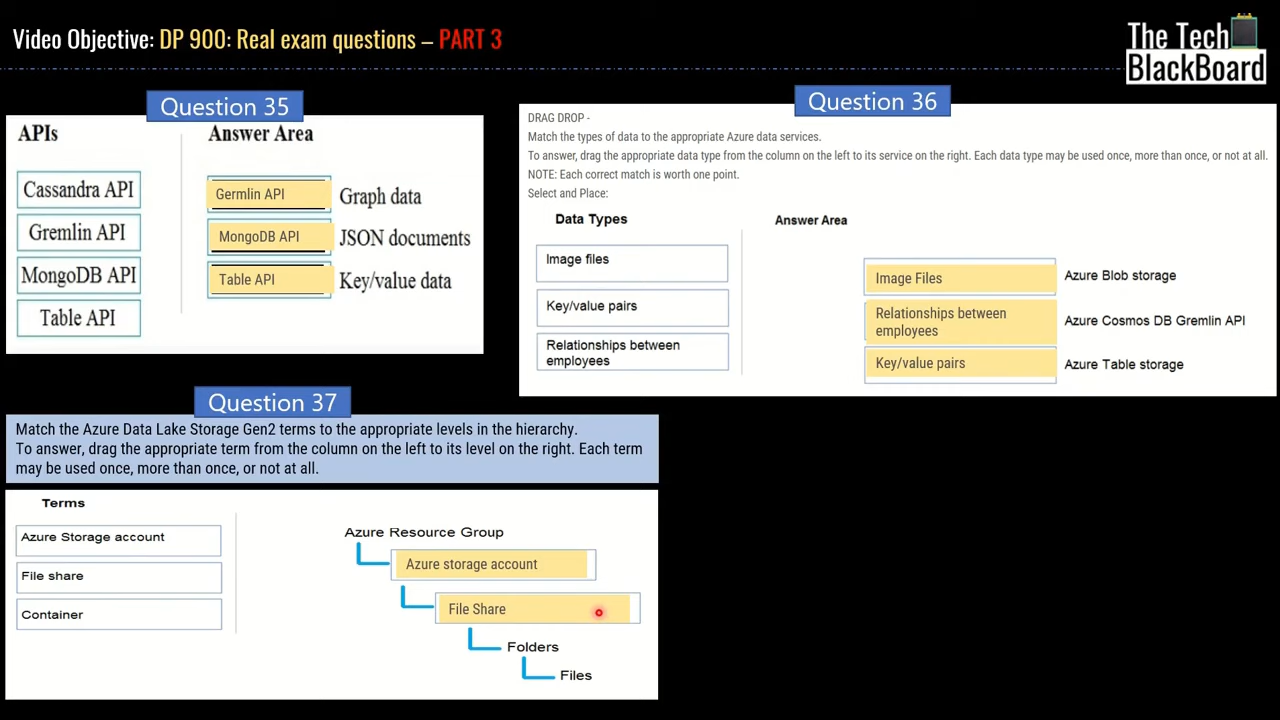 Video Objective: DP 900: Real exam questions – PART 3
The Tech
BlackBoard
Question 35
APIs
Answer Area
Cassandra API
Gremlin API
MongoDB API
Table API
Germlin API
Graph data
MongoDB API
JSON documents
Table API
Key/value data
Question 36
DRAG DROP -
Match the types of data to the appropriate Azure data services.
To answer, drag the appropriate data type from the column on the left to its service on the right. Each data type may be used once, more than once, or not at all.
NOTE: Each correct match is worth one point.
Select and Place:
Data Types
Answer Area
Image files
Key/value pairs
Relationships between
employees
Image Files
Azure Blob storage
Relationships between
employees
Azure Cosmos DB Gremlin API
Key/value pairs
Azure Table storage
Question 37
Match the Azure Data Lake Storage Gen2 terms to the appropriate levels in the hierarchy.
To answer, drag the appropriate term from the column on the left to its level on the right. Each term
may be used once, more than once, or not at all.
Terms
Azure Storage account
File share
Container
Azure Resource Group
Azure storage account
File Share
Folders
Files